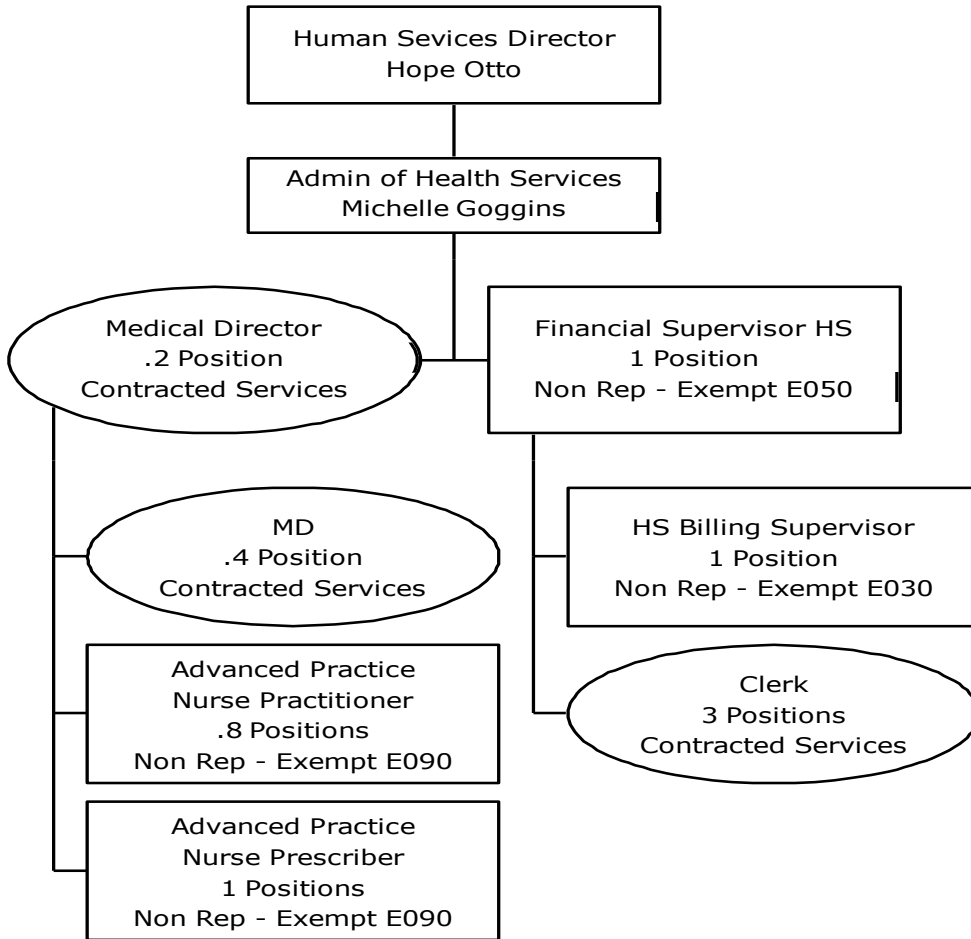 Human Sevices Director
Hope Otto
Admin of Health Services
Michelle Goggins
Medical Director
.2 Position
Contracted Services
Financial Supervisor HS
1 Position
Non Rep - Exempt E050
MD
.4 Position
Contracted Services
HS Billing Supervisor
1 Position
Non Rep - Exempt E030
Advanced Practice
Nurse Practitioner
.8 Positions
Non Rep - Exempt E090
Clerk
3 Positions
Contracted Services
Advanced Practice
Nurse Prescriber
1 Positions
Non Rep - Exempt E090